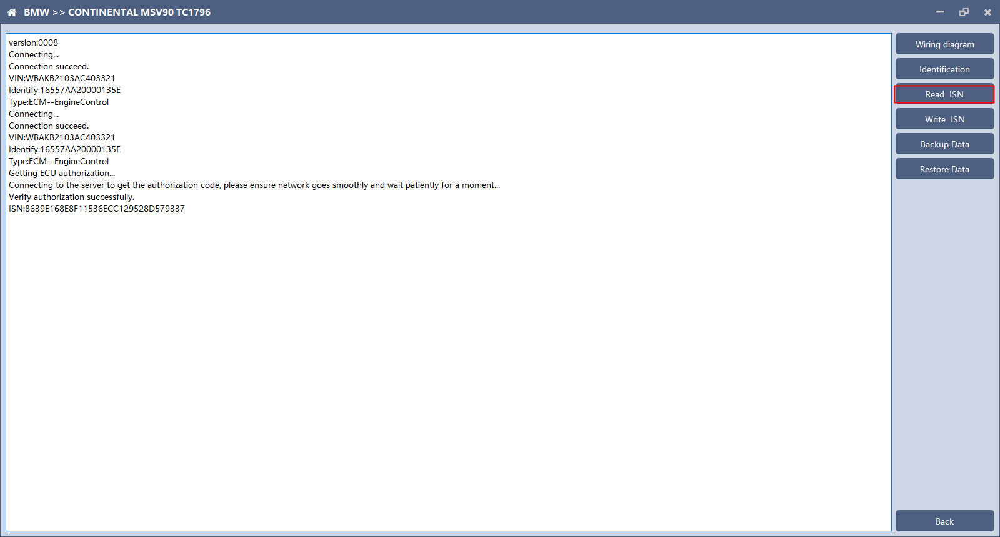 BMW >> CONTINENTAL MSV90 TC1796
version:0008
Connecting...
Connection succeed.
VIN:WBAKB2103AC403321
Identify:16557AA20000135E
Type:ECM--EngineControl
Connecting...
Connection succeed.
VIN:WBAKB2103AC403321
Identify:16557AA20000135E
Type:ECM--EngineControl
Getting ECU authorization...
Connecting to the server to get the authorization code, please ensure network goes smoothly and wait patiently for a moment...
Verify authorization successfully.
ISN:8639E168E8F11536ECC129528D579337
Wiring diagram
Identification
Read  ISN
Write  ISN
Backup Data
Restore Data
Back